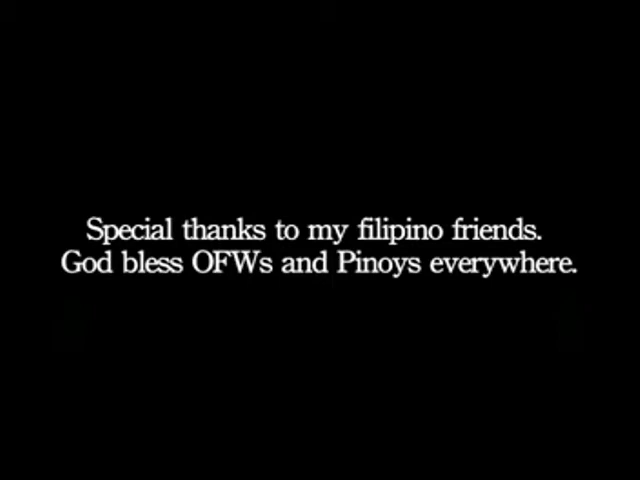 Special thanks to my filipino friends.
God bless OFWs and Pinoys everywhere.